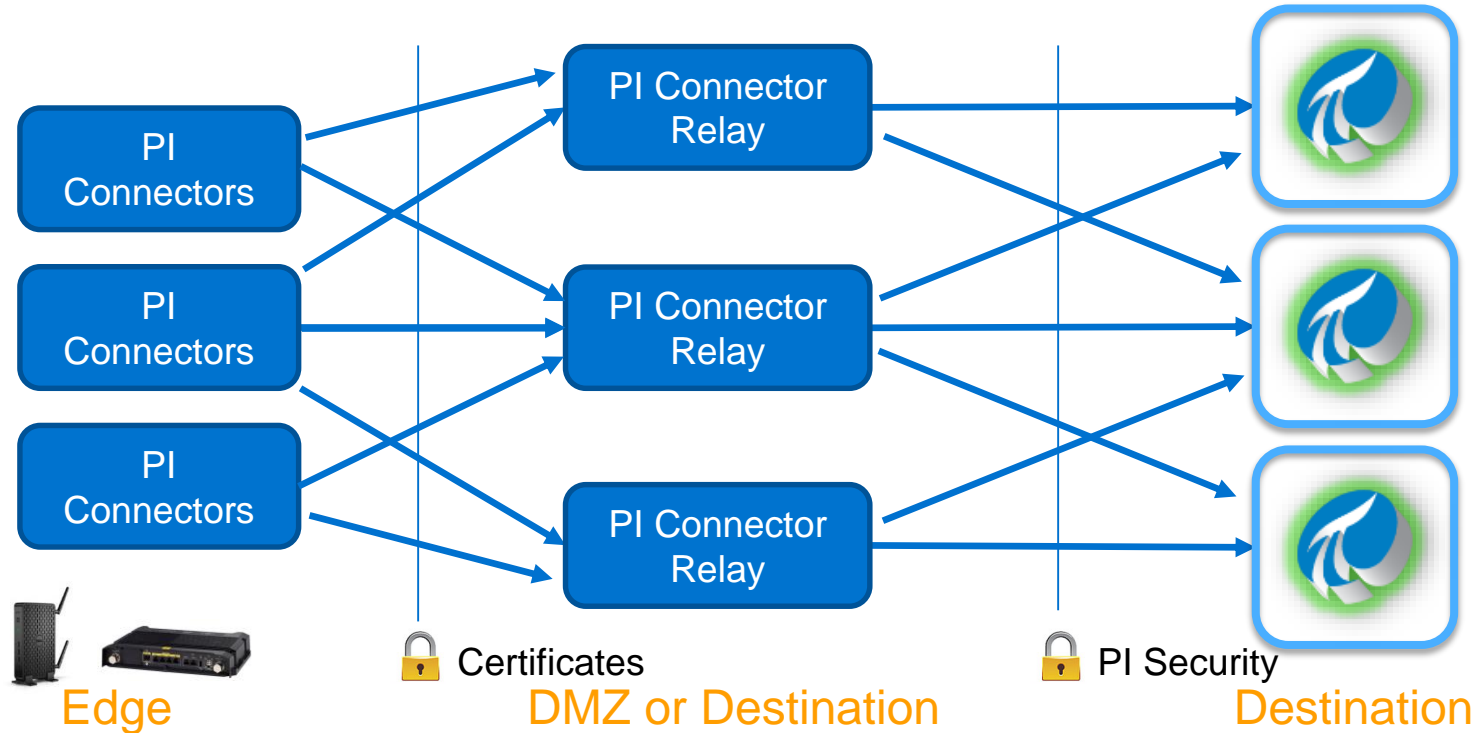 PI
Connectors
PI
Connectors
PI
Connectors
PI Connector
Relay
PI Connector
Relay
PI Connector
Relay
Certificates
PI Security
Edge
DMZ or Destination
Destination